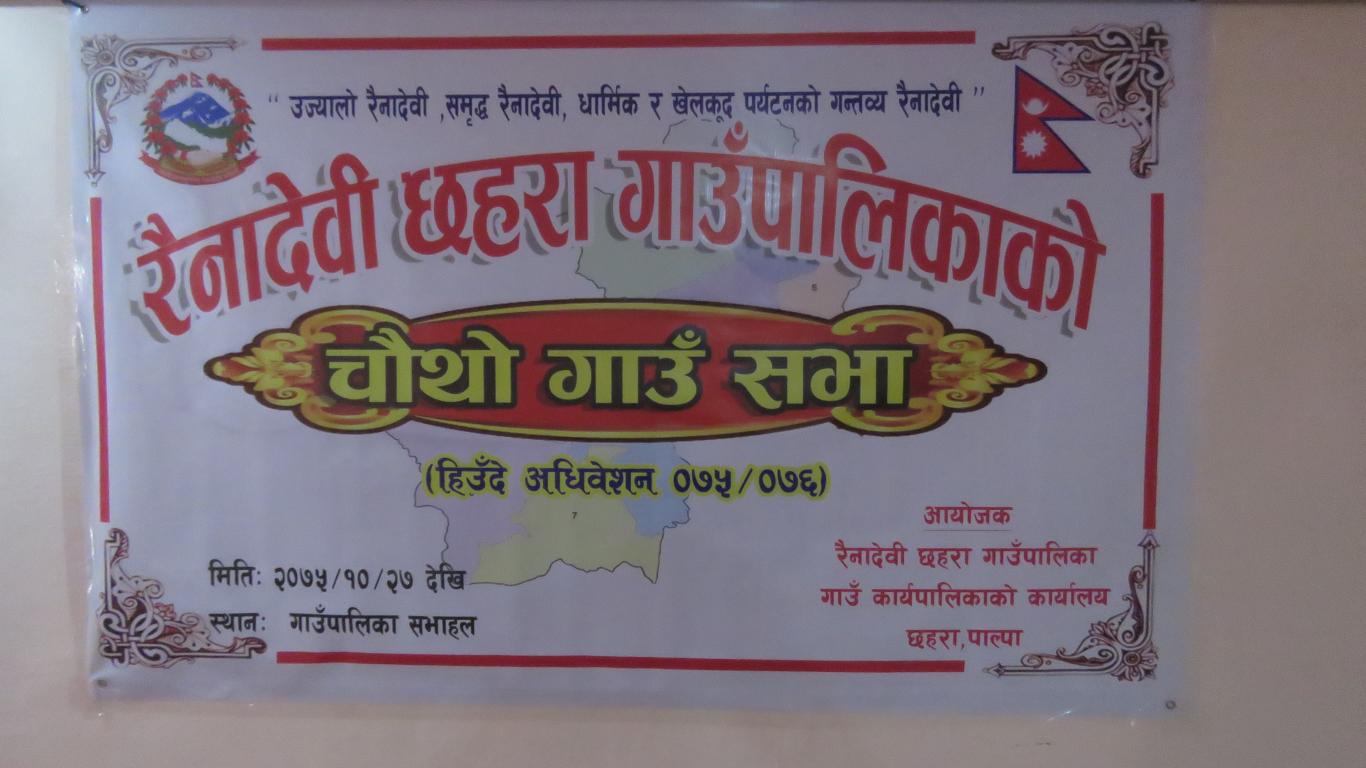 " उज्यालो रैनादेवी ,समृद्ध रैनादेवी, धार्मिक र खेलकूद पर्यटनको गन्तव्य रैनादेवी "
रैनादेवी छहरा गाउँपालिकाको
चौथो गाउँ सभा
(हिउँदे अधिवेशन ०७५/०७६)
मितिः २०७५/१०/२७ देखि
स्थानः गाउँपालिका सभाहल
आयोजक
रैनादेवी छहरा गाउँपालिका
गाउँ कार्यपालिकाको कार्यालय
छहरा,पाल्पा
7